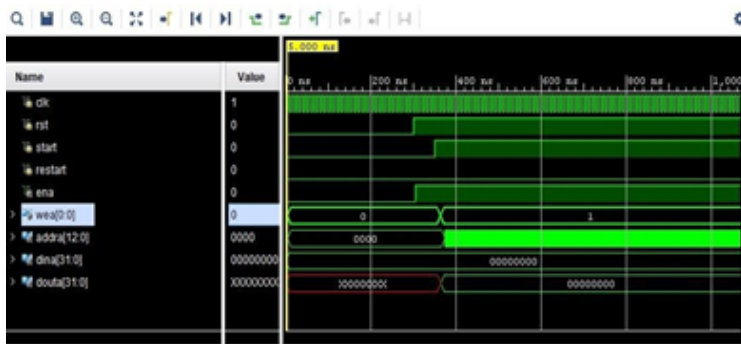 5.000 ns
Name Value 0 ns 200 ns 400 ns 600 ns 800 ns 1,000
clk 1
rst 0
start 0
restart 0
ena 0
wea[0:0] 0 0 1
addra[12:0] 0000 0000
dina[31:0] 00000000 00000000
douta[31:0] XXXXXXXX XXXXXXXX 00000000